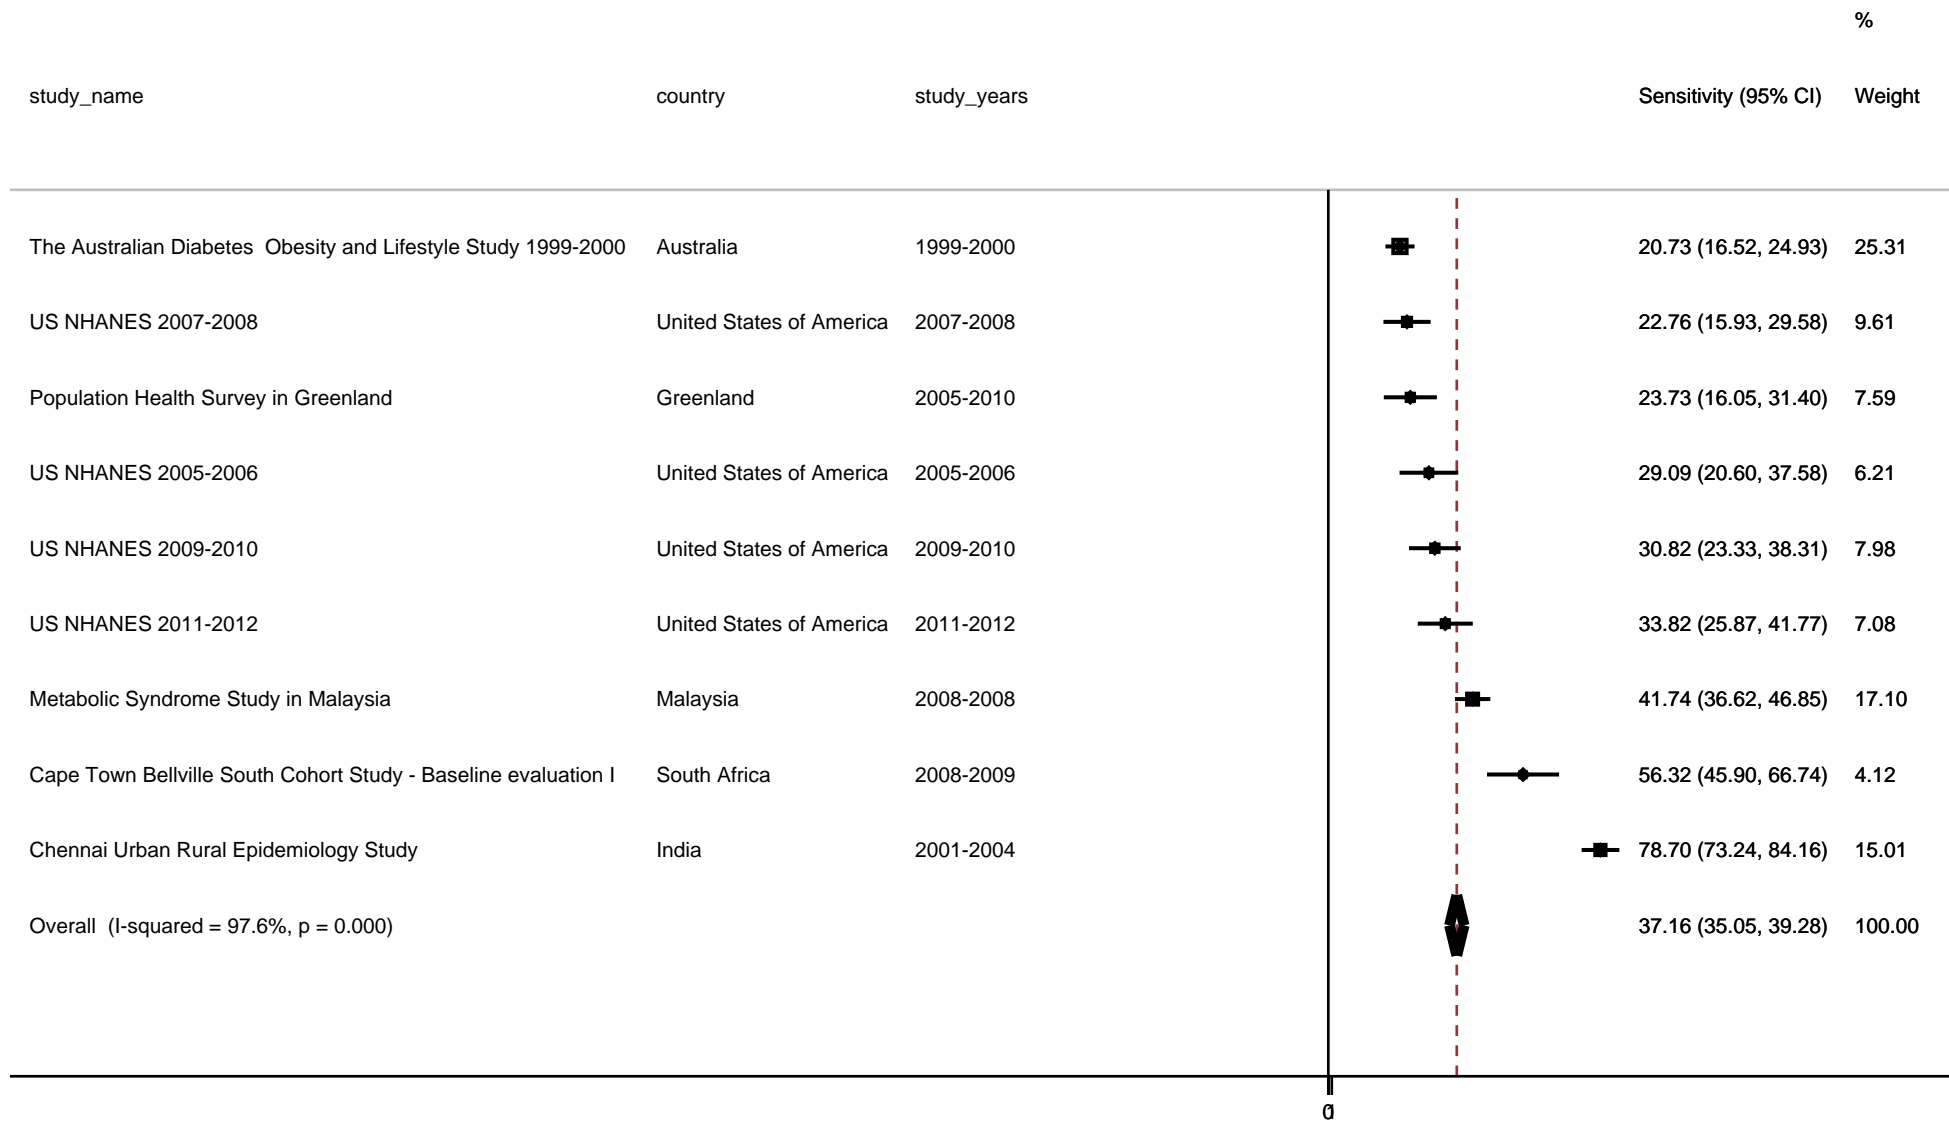 %
study_name country study_years Sensitivity (95% CI) Weight
The Australian Diabetes  Obesity and Lifestyle Study 1999-2000 Australia 1999-2000 20.73 (16.52, 24.93) 25.31
US NHANES 2007-2008 United States of America 2007-2008 22.76 (15.93, 29.58) 9.61
Population Health Survey in Greenland Greenland 2005-2010 23.73 (16.05, 31.40) 7.59
US NHANES 2005-2006 United States of America 2005-2006 29.09 (20.60, 37.58) 6.21
US NHANES 2009-2010 United States of America 2009-2010 30.82 (23.33, 38.31) 7.98
US NHANES 2011-2012 United States of America 2011-2012 33.82 (25.87, 41.77) 7.08
Metabolic Syndrome Study in Malaysia Malaysia 2008-2008 41.74 (36.62, 46.85) 17.10
Cape Town Bellville South Cohort Study - Baseline evaluation I South Africa 2008-2009 56.32 (45.90, 66.74) 4.12
Chennai Urban Rural Epidemiology Study India 2001-2004 78.70 (73.24, 84.16) 15.01
Overall  (I-squared = 97.6%, p = 0.000) 37.16 (35.05, 39.28) 100.00
0 1